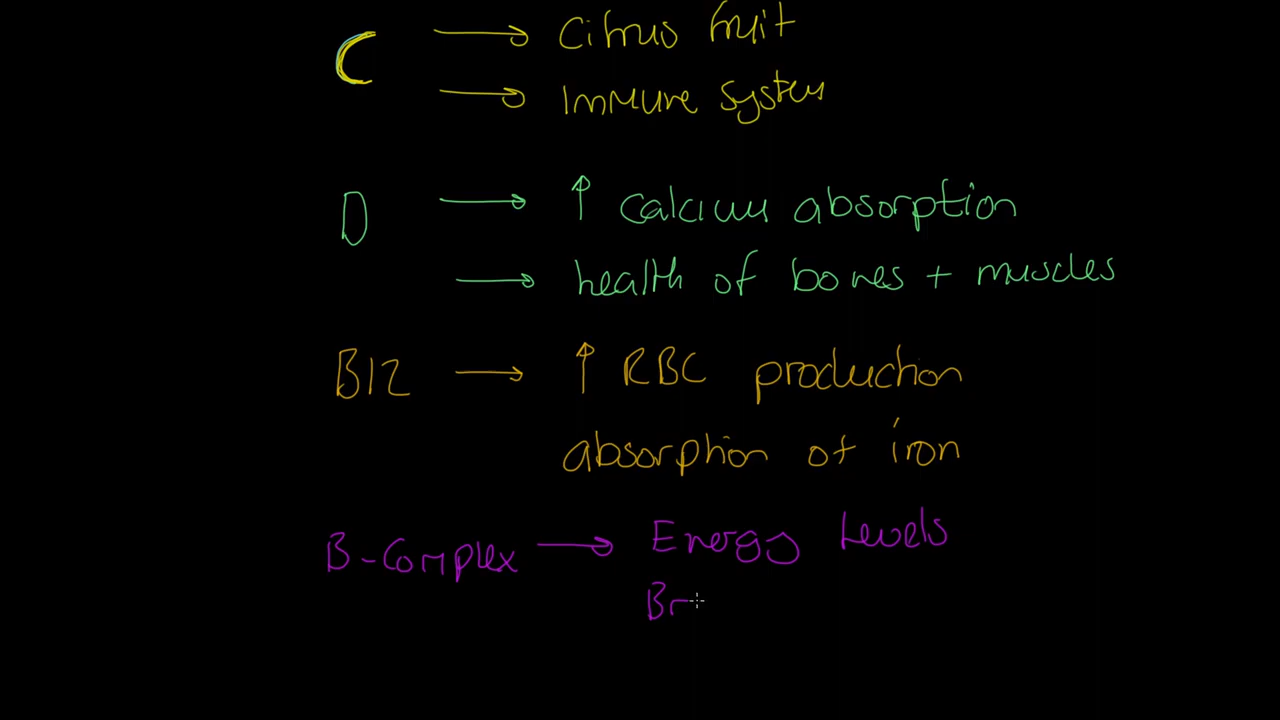 C → Citrus fruit
→ Immune system
D → ↑ calcium absorption
→ health of bones + muscles
B12 → ↑ RBC production
absorption of iron
B-Complex → Energy Levels
Br